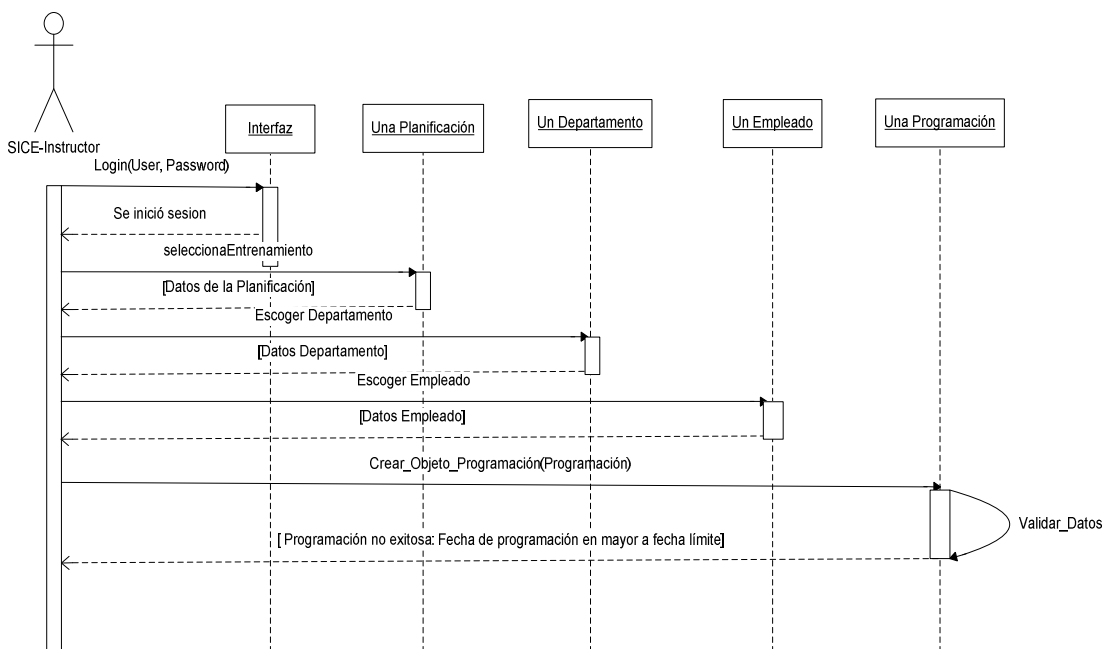 SICE-Instructor
Interfaz
Una Planificación
Un Departamento
Un Empleado
Una Programación
Login(User, Password)
Se inició sesion
seleccionaEntrenamiento
[Datos de la Planificación]
Escoger Departamento
[Datos Departamento]
Escoger Empleado
[Datos Empleado]
Crear_Objeto_Programación(Programación)
Validar_Datos
[ Programación no exitosa: Fecha de programación en mayor a fecha límite]